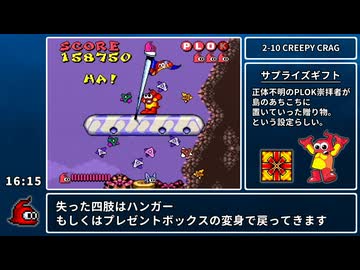 SCORE
158750
PLOK
HA!
2-10 CREEPY CRAG
サプライズギフト
正体不明のPLOK崇拝者が
島のあちこちに
置いていった贈り物。
という設定らしい。
16:15
失った四肢はハンガー
もしくはプレゼントボックスの変身で戻ってきます